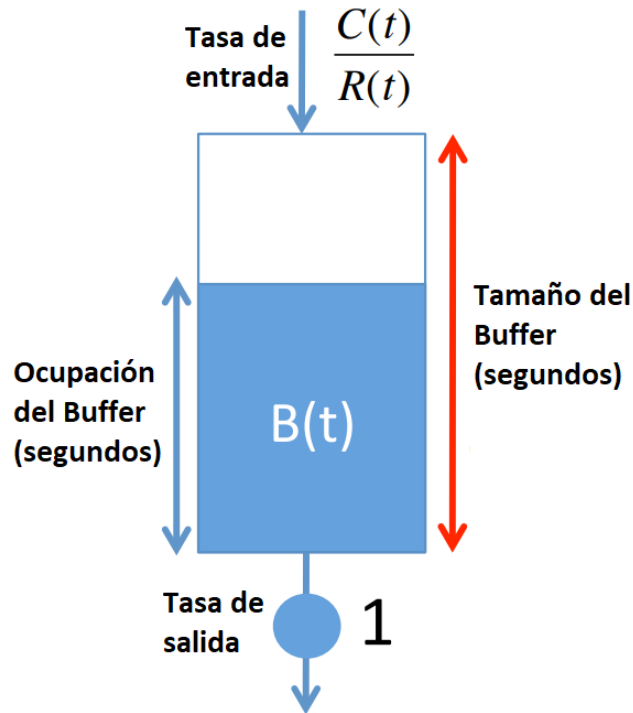 Tasa de
entrada
C(t)
R(t)
Tamaño del
Buffer
(segundos)
Ocupación
del Buffer
(segundos)
B(t)
Tasa de
salida
1